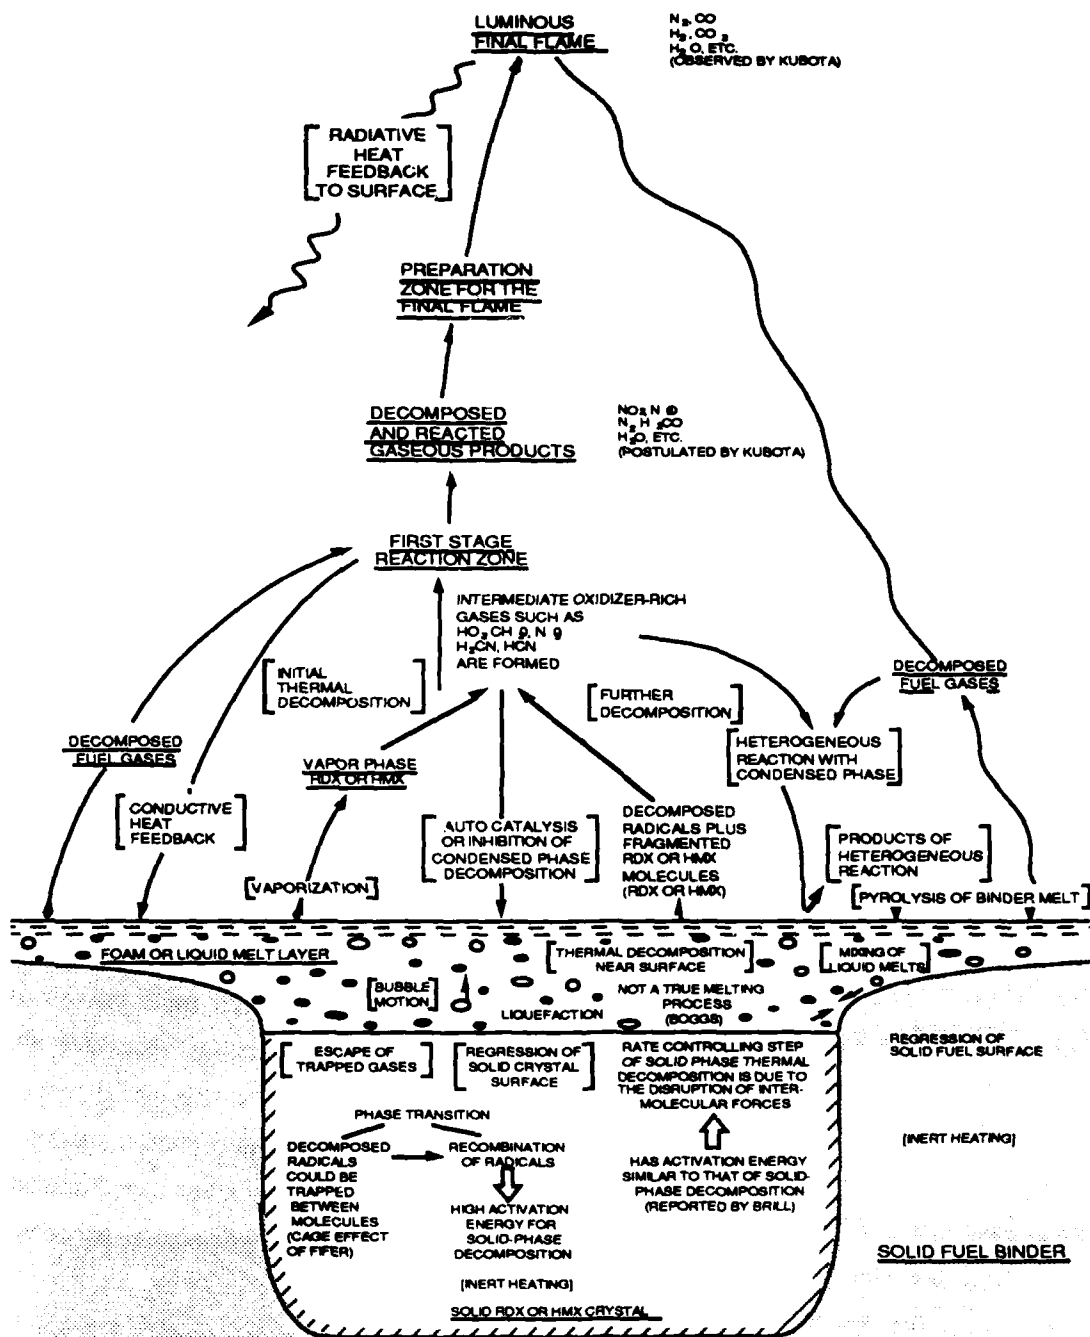 LUMINOUS
FINAL FLAME
N₂, CO
H₂, CO₂
H₂O, ETC.
(OBSERVED BY KUBOTA)
RADIATIVE
HEAT
FEEDBACK
TO SURFACE
PREPARATION
ZONE FOR THE
FINAL FLAME
DECOMPOSED
AND REACTED
GASEOUS PRODUCTS
NO₂, N
N₂ H ₂CO
H₂O, ETC.
(POSTULATED BY KUBOTA)
FIRST STAGE
REACTION ZONE
INTERMEDIATE OXIDIZER-RICH
GASES SUCH AS
H₂CN, HCN
ARE FORMED
[INITIAL
THERMAL
DECOMPOSITION]
[FURTHER
DECOMPOSITION]
DECOMPOSED
FUEL GASES
DECOMPOSED
FUEL GASES
VAPOR PHASE
RDX OR HMX
[HETEROGENEOUS
REACTION WITH
CONDENSED PHASE]
[CONDUCTIVE
HEAT
FEEDBACK]
[AUTO CATALYSIS
OR INHIBITION OF
CONDENSED PHASE
DECOMPOSITION]
DECOMPOSED
RADICALS PLUS
FRAGMENTED
RDX OR HMX
MOLECULES
(RDX OR HMX)
[PRODUCTS OF
HETEROGENEOUS
REACTION]
[VAPORIZATION]
[PYROLYSIS OF BINDER MELT]
FOAM OR LIQUID MELT LAYER
[THERMAL DECOMPOSITION
NEAR SURFACE]
[MIXING OF
LIQUID MELTS]
[BUBBLE
MOTION]
LIQUEFACTION
NOT A TRUE MELTING
PROCESS
(BOGGS)
[ESCAPE OF
TRAPPED GASES]
[REGRESSION OF
SOLID CRYSTAL
SURFACE]
RATE CONTROLLING STEP
OF SOLID PHASE THERMAL
DECOMPOSITION IS DUE TO
THE DISRUPTION OF INTER-
MOLECULAR FORCES
REGRESSION OF
SOLID FUEL SURFACE
PHASE TRANSITION
DECOMPOSED
RADICALS
COULD BE
TRAPPED
BETWEEN
MOLECULES
(CAGE EFFECT
OF FIFER)
RECOMBINATION
OF RADICALS
HIGH ACTIVATION
ENERGY FOR
SOLID-PHASE
DECOMPOSITION
HAS ACTIVATION ENERGY
SIMILAR TO THAT OF SOLID-
PHASE DECOMPOSITION
(REPORTED BY BRILL)
[INERT HEATING]
[INERT HEATING]
SOLID FUEL BINDER
SOLID RDX OR HMX CRYSTAL